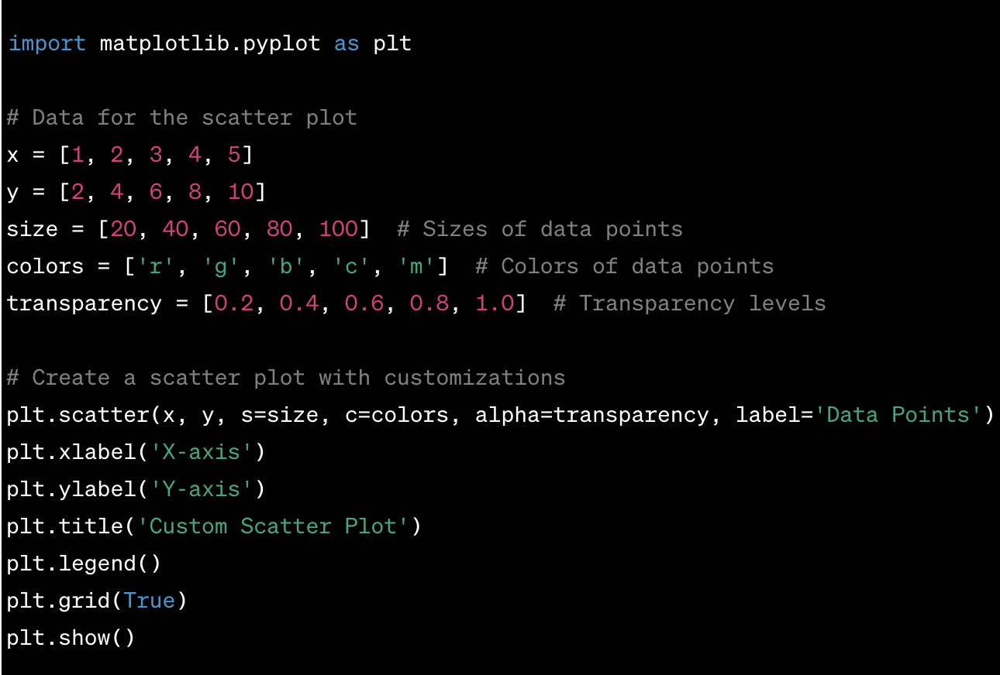 import matplotlib.pyplot as plt
# Data for the scatter plot
x = [1, 2, 3, 4, 5]
y = [2, 4, 6, 8, 10]
size = [20, 40, 60, 80, 100]  # Sizes of data points
colors = ['r', 'g', 'b', 'c', 'm']  # Colors of data points
transparency = [0.2, 0.4, 0.6, 0.8, 1.0]  # Transparency levels
# Create a scatter plot with customizations
plt.scatter(x, y, s=size, c=colors, alpha=transparency, label='Data Points')
plt.xlabel('X-axis')
plt.ylabel('Y-axis')
plt.title('Custom Scatter Plot')
plt.legend()
plt.grid(True)
plt.show()